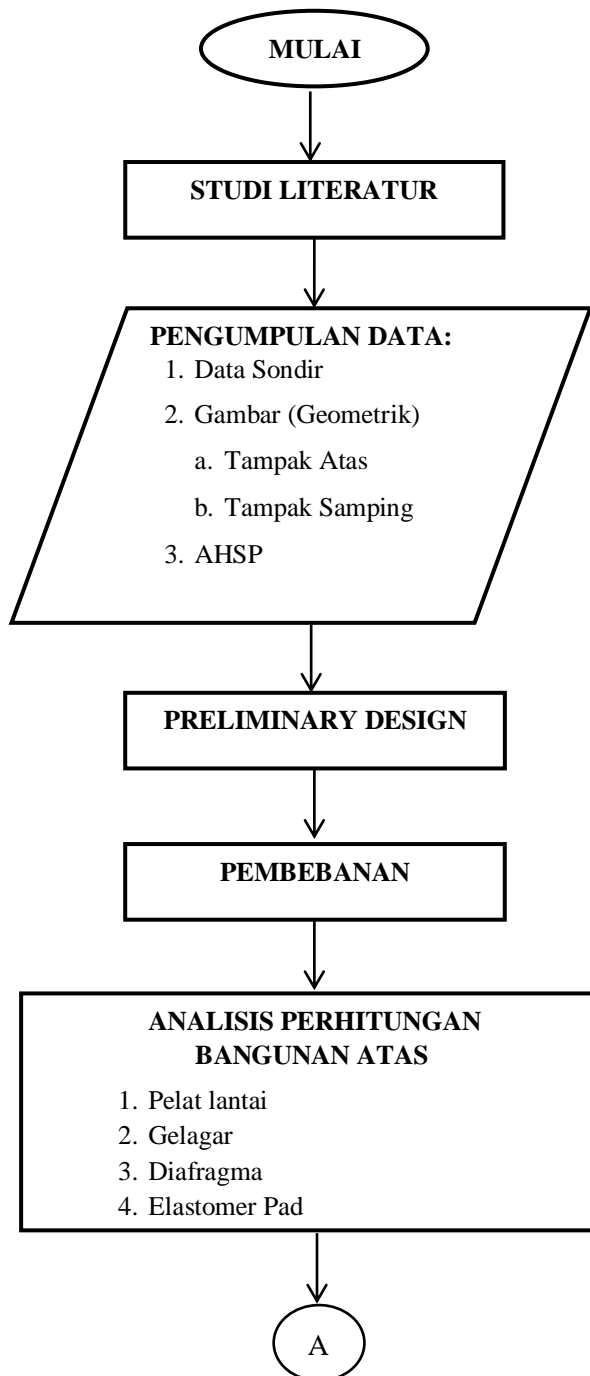 MULAI
STUDI LITERATUR
PENGUMPULAN DATA:
1. Data Sondir
2. Gambar (Geometrik)
a. Tampak Atas
b. Tampak Samping
3. AHSP
PRELIMINARY DESIGN
PEMBEBANAN
ANALISIS PERHITUNGAN
BANGUNAN ATAS
1. Pelat lantai
2. Gelagar
3. Diafragma
4. Elastomer Pad
A